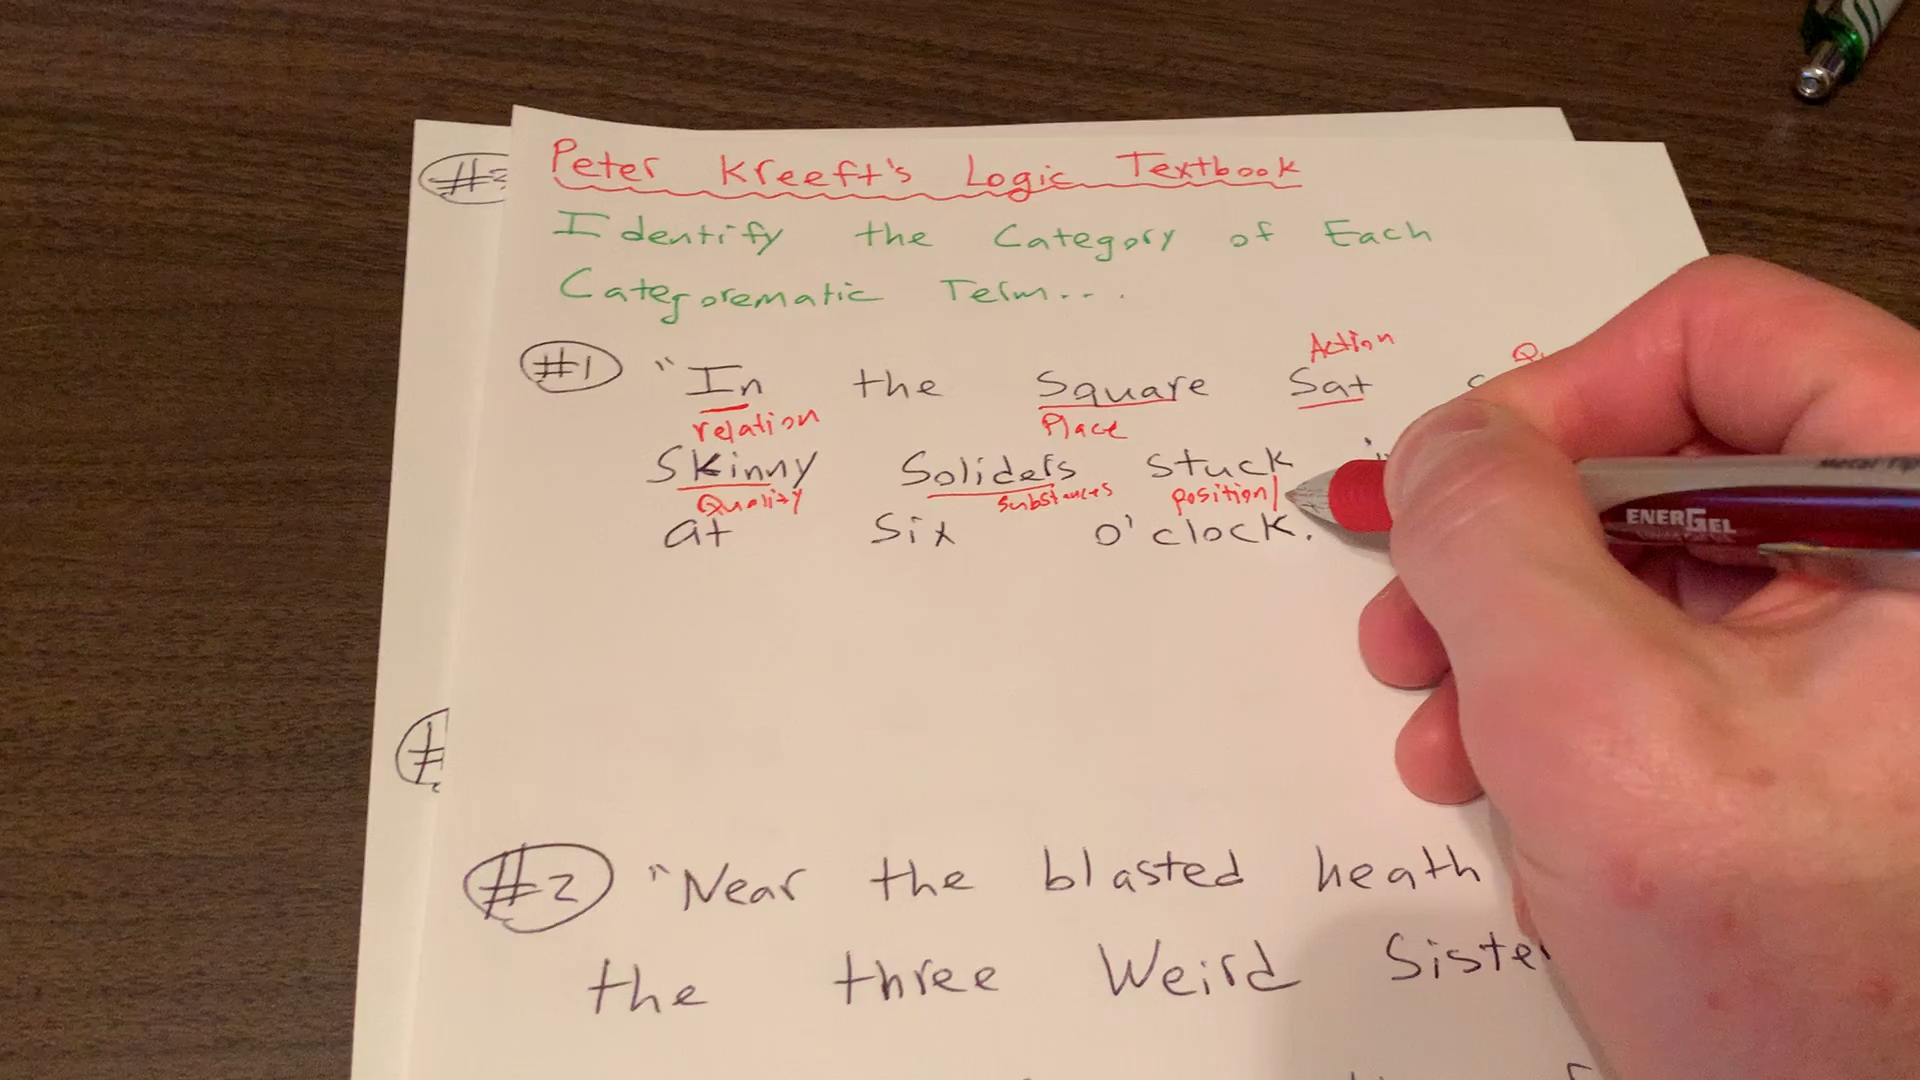 Peter Kreeft's Logic Textbook
Identify the Category of Each
Categorematic Term...
Action
#1 "In the Square Sat
relation Place
Skinny Soliders stuck
Quality Substances position
at Six o'clock.
#2 "Near the blasted heath
the three Weird Sister
ENERGEL